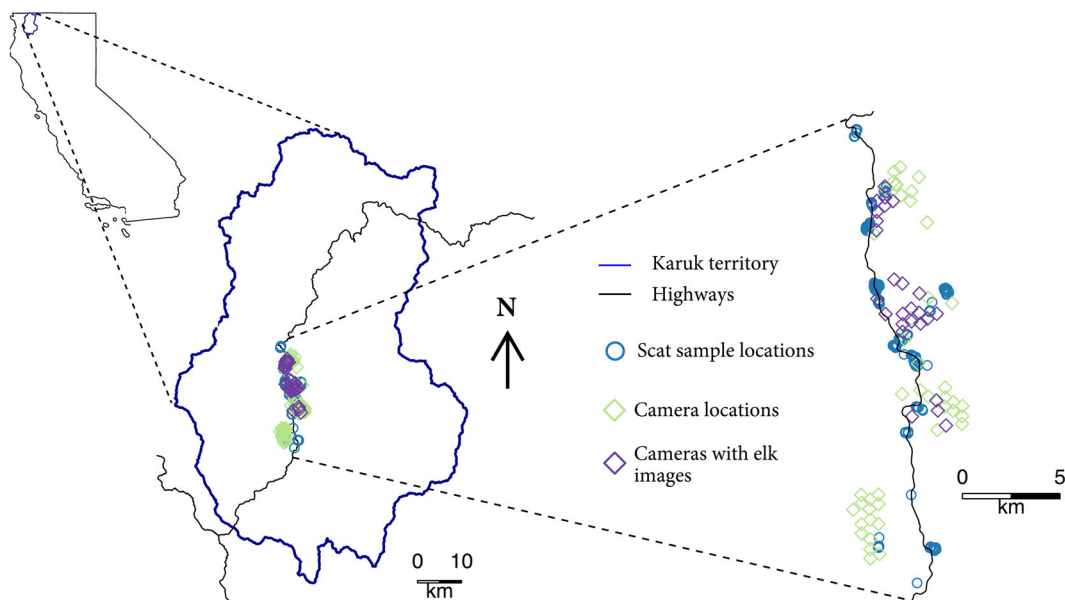 Karuk territory
Highways
N
Scat sample locations
Camera locations
Cameras with elk
images
0 5
km
0 10
km